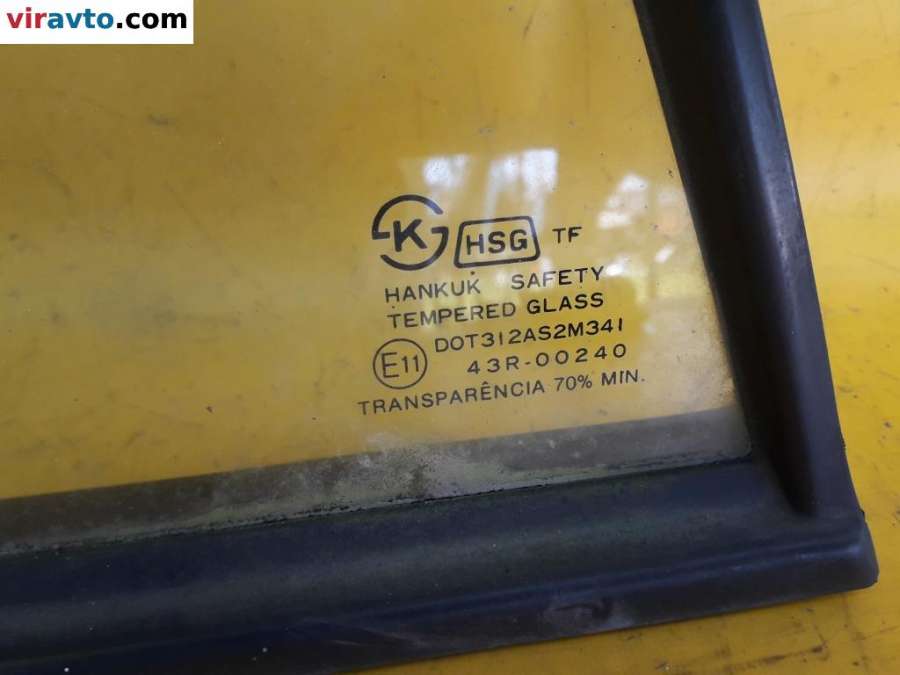 viravto.com
K HSG TF
HANKUK SAFETY
TEMPERED GLASS
DOT312AS2M341
E11 43R-00240
TRANSPARÊNCIA 70% MIN.